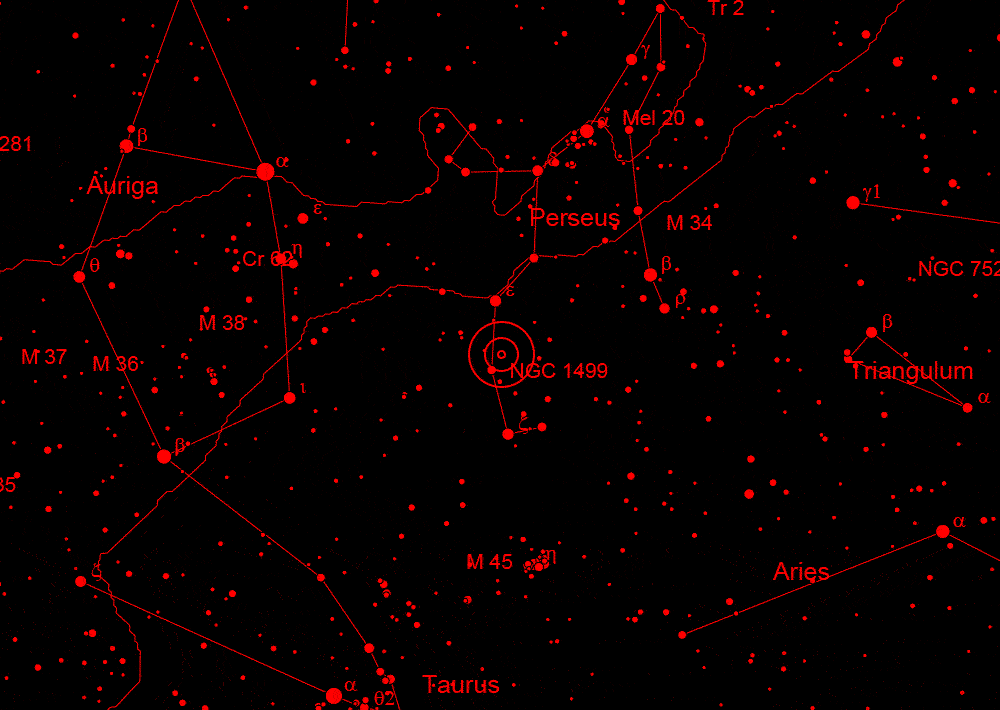 Tr 2
γ
α
Mel 20
281
β
α
Auriga
γ1
ε
Perseus
M 34
η
Cr 62
θ
β
NGC 752
ε
ρ
M 38
β
M 37
M 36
NGC 1499
Triangulum
ι
α
ζ
β
85
α
M 45
η
ζ
Aries
Taurus
α
θ2